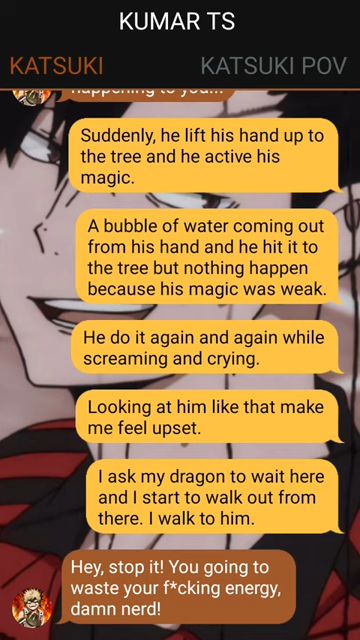 KUMAR TS
KATSUKI
KATSUKI POV
happening to you...
Suddenly, he lift his hand up to
the tree and he active his
magic.
A bubble of water coming out
from his hand and he hit it to
the tree but nothing happen
because his magic was weak.
He do it again and again while
screaming and crying.
Looking at him like that make
me feel upset.
I ask my dragon to wait here
and I start to walk out from
there. I walk to him.
Hey, stop it! You going to
waste your f*cking energy,
damn nerd!